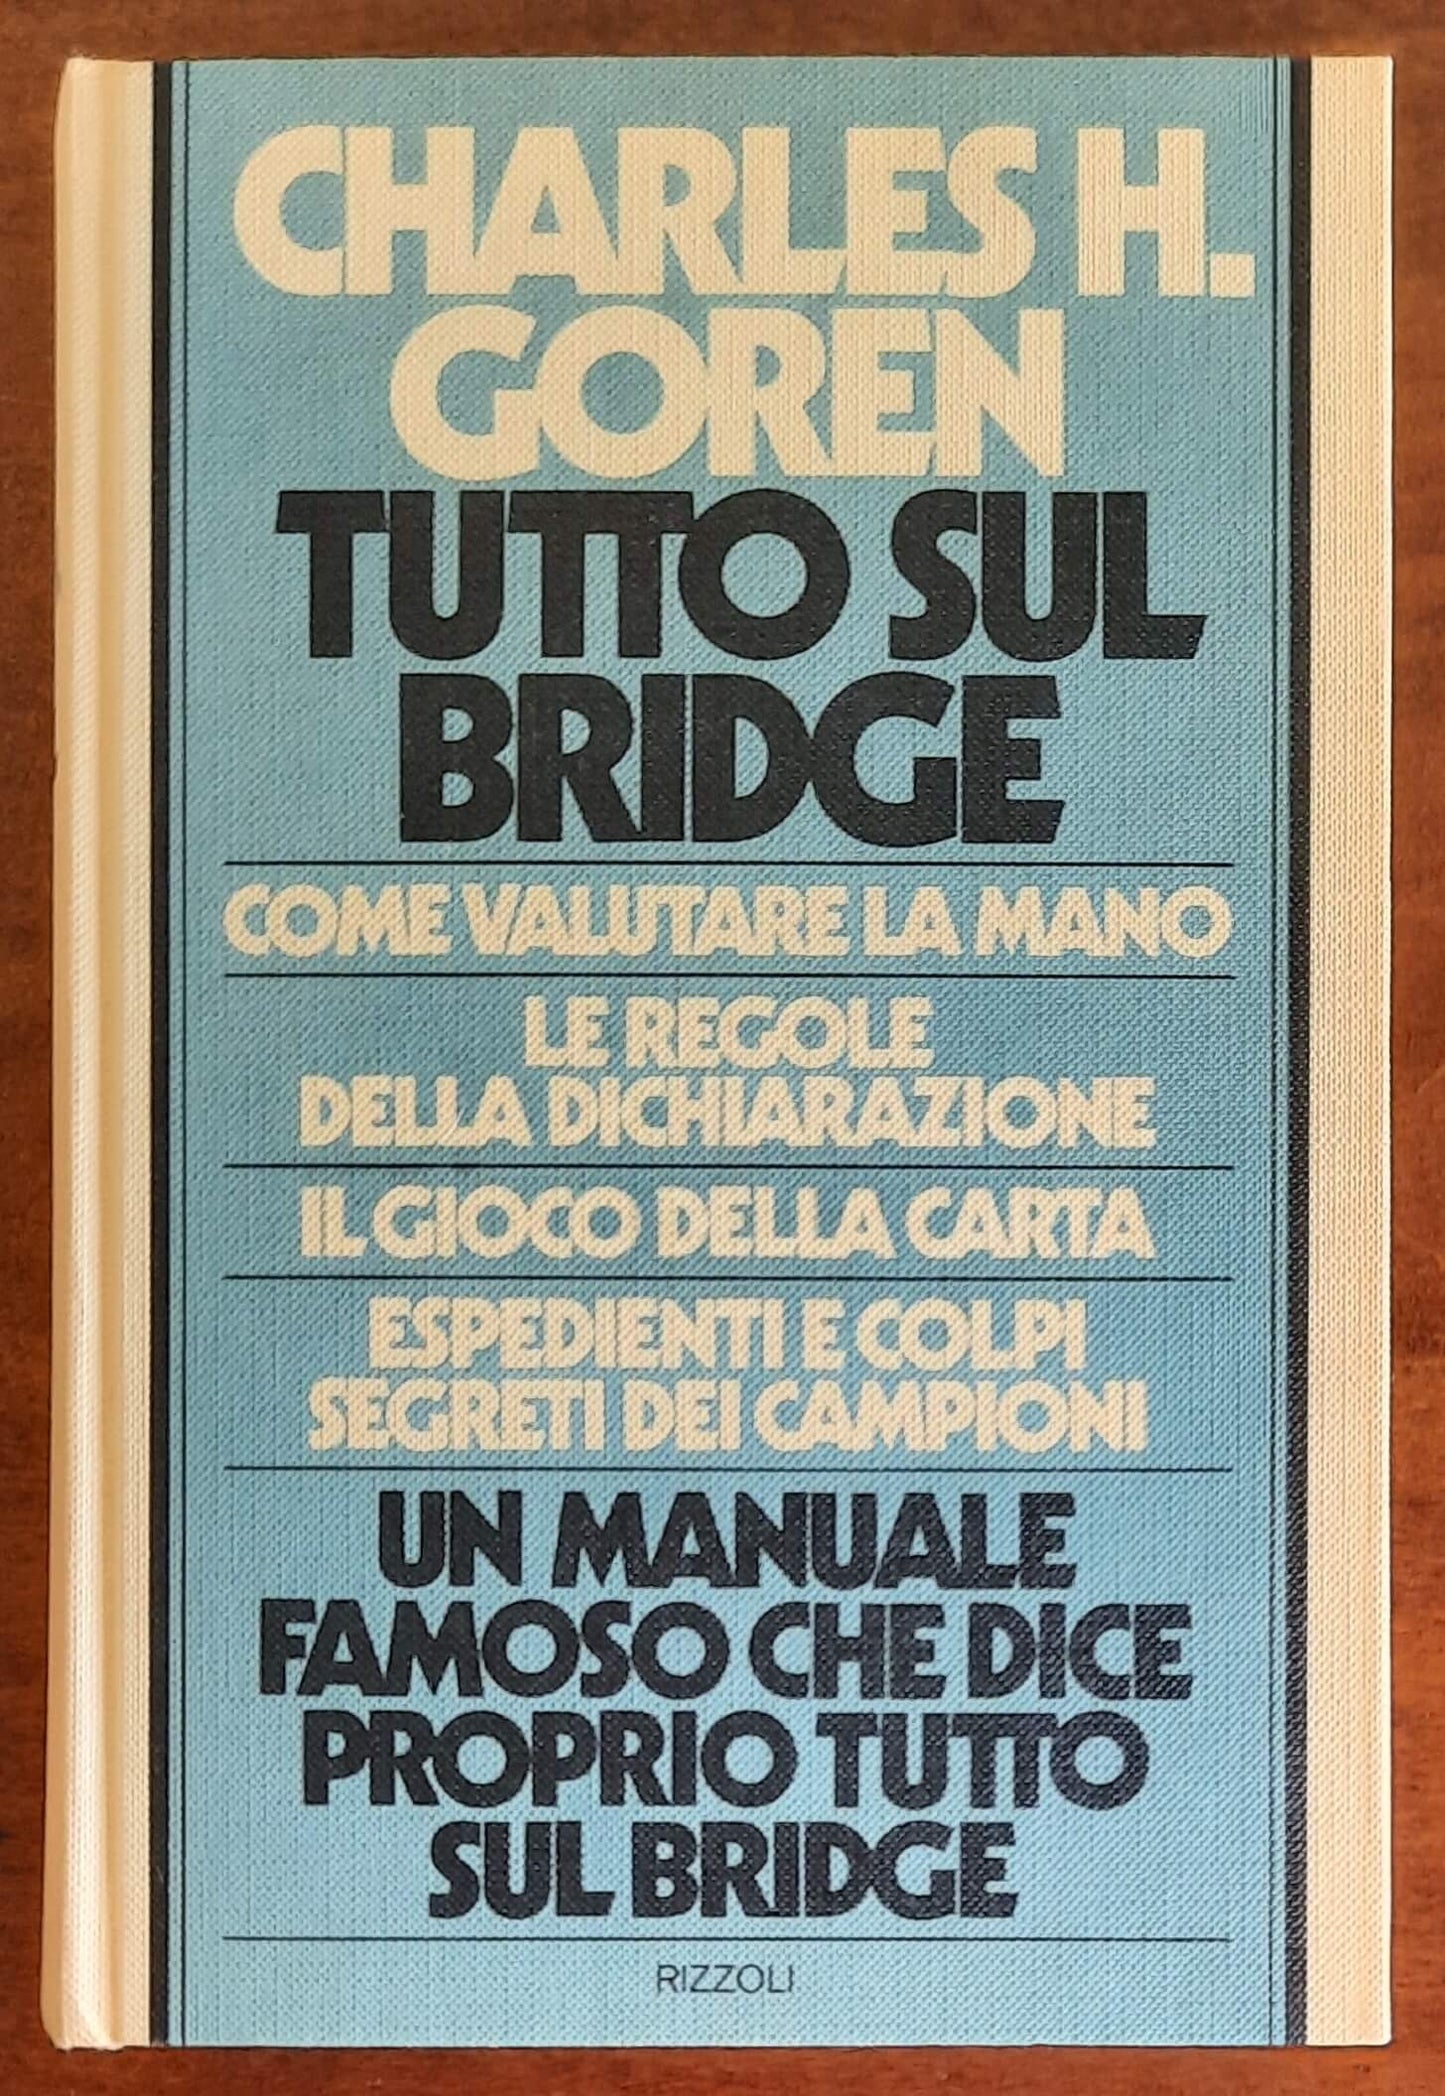 CHARLES H.
GOREN
TUTTO SUL
BRIDGE
COME VALUTARE LA MANO
LE REGOLE
DELLA DICHIARAZIONE
IL GIOCO DELLA CARTA
ESPEDIENTI E COLPI
SEGRETI DEI CAMPIONI
UN MANUALE
FAMOSO CHE DICE
PROPRIO TUTTO
SUL BRIDGE
RIZZOLI